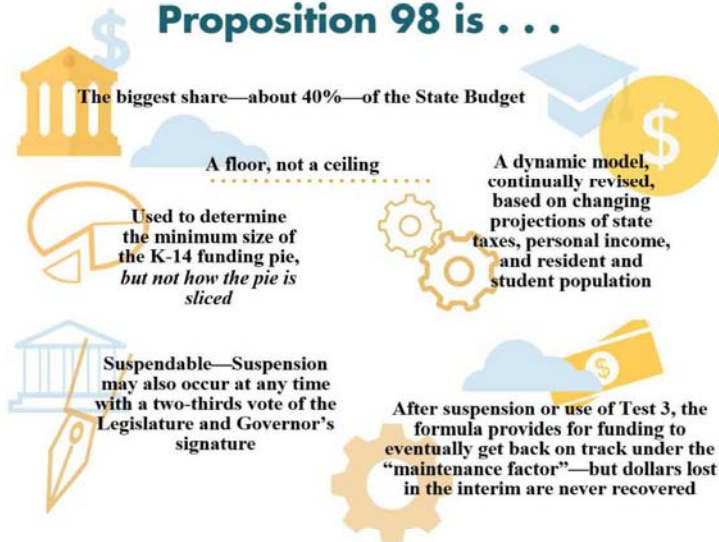 Proposition 98 is . . .
The biggest share—about 40%—of the State Budget
A floor, not a ceiling
A dynamic model,
continually revised,
based on changing
projections of state
taxes, personal income,
and resident and
student population
Used to determine
the minimum size of
the K-14 funding pie,
but not how the pie is
sliced
Suspendable—Suspension
may also occur at any time
with a two-thirds vote of the
Legislature and Governor’s
signature
After suspension or use of Test 3, the
formula provides for funding to
eventually get back on track under the
“maintenance factor”—but dollars lost
in the interim are never recovered